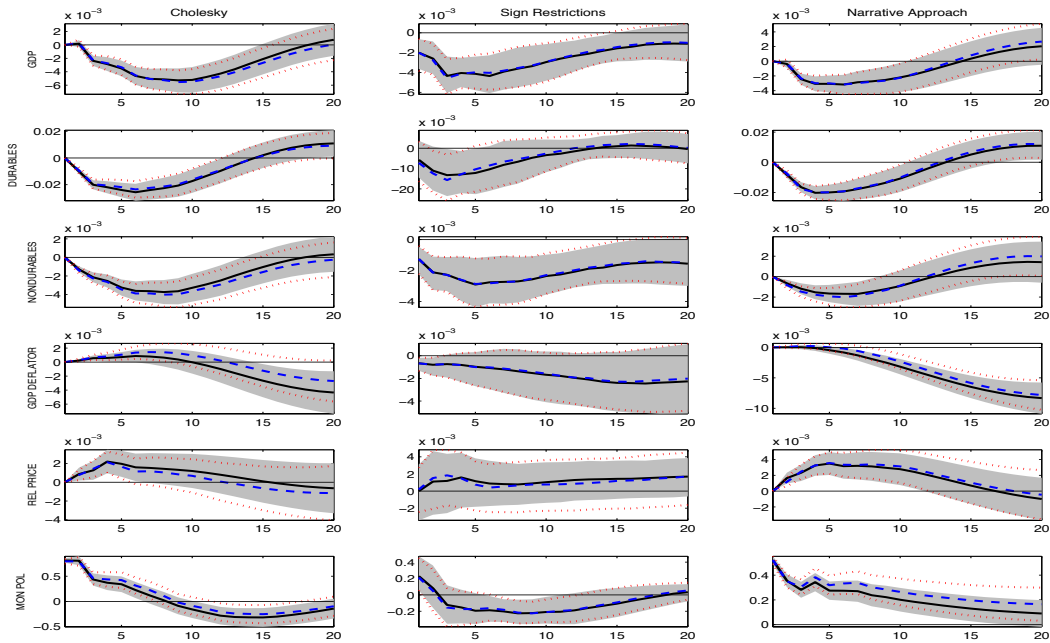 Cholesky Sign Restrictions Narrative Approach
x 10⁻³ x 10⁻³ x 10⁻³
GDP
2 0 −2 −4 −6
0 −2 −4 −6
4 2 0 −2 −4
5 10 15 20 5 10 15 20 5 10 15 20
x 10⁻³
DURABLES
0.02 0 −0.02
10 0 −10 −20
0.02 0 −0.02
5 10 15 20 5 10 15 20 5 10 15 20
x 10⁻³ x 10⁻³ x 10⁻³
NONDURABLES
2 0 −2 −4
0 −2 −4
2 0 −2
5 10 15 20 5 10 15 20 5 10 15 20
x 10⁻³ x 10⁻³ x 10⁻³
GDP DEFLATOR
2 0 −2 −4 −6
0 −2 −4
0 −5 −10
5 10 15 20 5 10 15 20 5 10 15 20
x 10⁻³ x 10⁻³ x 10⁻³
REL PRICE
2 0 −2 −4
4 2 0 −2
4 2 0 −2
5 10 15 20 5 10 15 20 5 10 15 20
MON POL
0.5 0 −0.5
0.4 0.2 0 −0.2
0.4 0.2 0
5 10 15 20 5 10 15 20 5 10 15 20